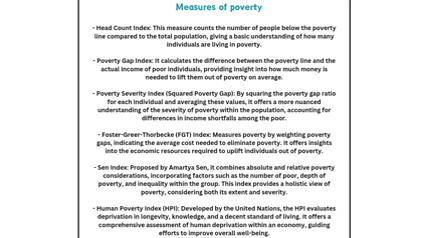 Measures of poverty
- Head Count Index: This measure counts the number of people below the poverty
line compared to the total population, giving a basic understanding of how many
individuals are living in poverty.
- Poverty Gap Index: It calculates the difference between the poverty line and the
actual income of poor individuals, providing insight into how much money is
needed to lift them out of poverty on average.
- Poverty Severity Index (Squared Poverty Gap): By squaring the poverty gap ratio
for each individual and averaging these values, it offers a more nuanced
understanding of the severity of poverty within the population, accounting for
differences in income shortfalls among the poor.
- Foster-Greer-Thorbecke (FGT) Index: Measures poverty by weighting poverty
gaps, indicating the average cost needed to eliminate poverty. It offers insights
into the economic resources required to uplift individuals out of poverty.
- Sen Index: Proposed by Amartya Sen, it combines absolute and relative poverty
considerations, incorporating factors such as the number of poor, depth of
poverty, and inequality within the group. This index provides a holistic view of
poverty, considering both its extent and severity.
- Human Poverty Index (HPI): Developed by the United Nations, the HPI evaluates
deprivation in longevity, knowledge, and a decent standard of living. It offers a
comprehensive assessment of human deprivation within an economy, guiding
efforts to improve overall well-being.